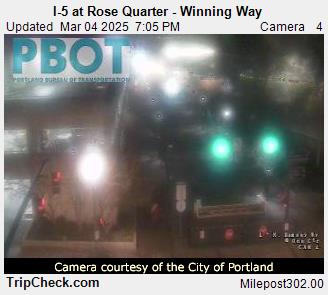 I-5 at Rose Quarter - Winning Way
Updated Mar 04 2025 7:05 PM Camera 4
PBOT
PORTLAND BUREAU OF TRANSPORTATION
Camera courtesy of the City of Portland
TripCheck.com Milepost302.00